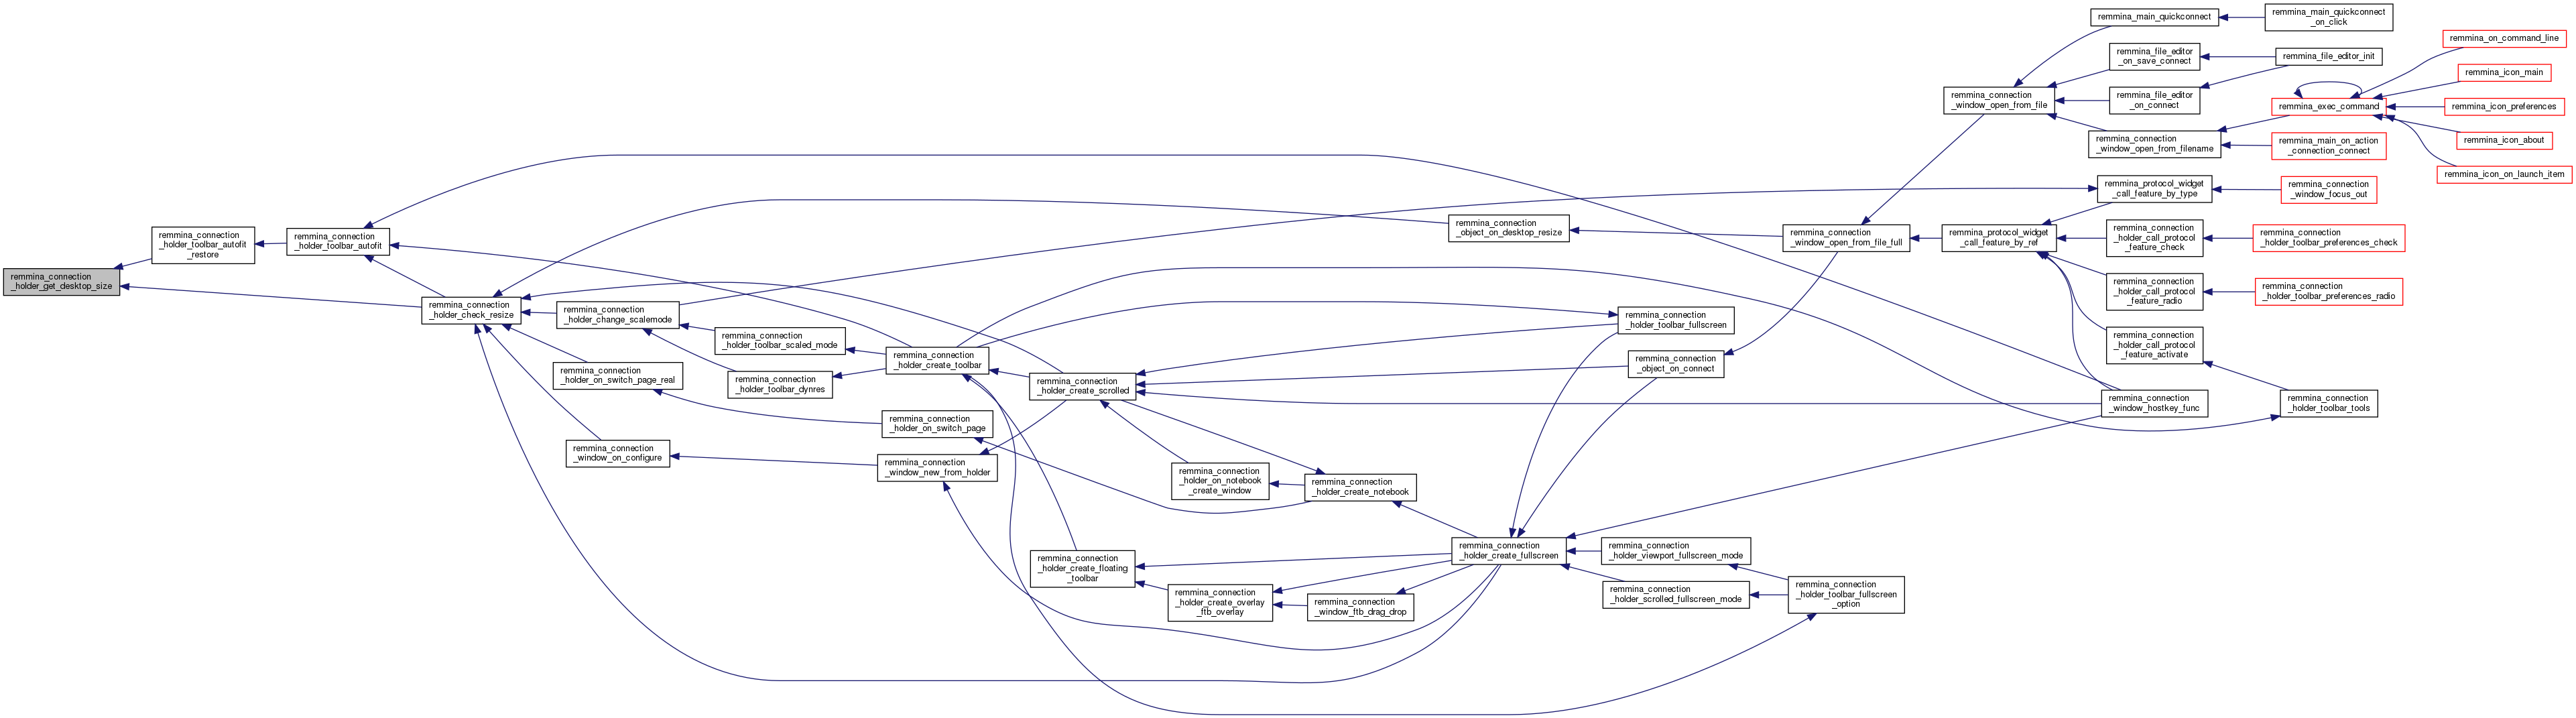 remmina_connection
_holder_get_desktop_size
remmina_connection
_holder_toolbar_autofit
_restore
remmina_connection
_holder_toolbar_autofit
remmina_connection
_holder_check_resize
remmina_connection
_holder_change_scalemode
remmina_connection
_holder_on_switch_page_real
remmina_connection
_window_on_configure
remmina_connection
_holder_toolbar_scaled_mode
remmina_connection
_holder_toolbar_dynres
remmina_connection
_holder_create_toolbar
remmina_connection
_holder_on_switch_page
remmina_connection
_window_new_from_holder
remmina_connection
_holder_create_scrolled
remmina_connection
_holder_create_floating
_toolbar
remmina_connection
_holder_on_notebook
_create_window
remmina_connection
_holder_create_overlay
_ftb_overlay
remmina_connection
_holder_create_notebook
remmina_connection
_window_ftb_drag_drop
remmina_connection
_object_on_desktop_resize
remmina_connection
_holder_create_fullscreen
remmina_connection
_holder_toolbar_fullscreen
remmina_connection
_object_on_connect
remmina_connection
_holder_viewport_fullscreen_mode
remmina_connection
_holder_scrolled_fullscreen_mode
remmina_connection
_window_open_from_file_full
remmina_connection
_holder_toolbar_fullscreen
_option
remmina_connection
_window_open_from_file
remmina_protocol_widget
_call_feature_by_ref
remmina_main_quickconnect
remmina_file_editor
_on_save_connect
remmina_file_editor
_on_connect
remmina_connection
_window_open_from_filename
remmina_protocol_widget
_call_feature_by_type
remmina_connection
_holder_call_protocol
_feature_check
remmina_connection
_holder_call_protocol
_feature_radio
remmina_connection
_holder_call_protocol
_feature_activate
remmina_connection
_window_hostkey_func
remmina_main_quickconnect
_on_click
remmina_file_editor_init
remmina_exec_command
remmina_main_on_action
_connection_connect
remmina_connection
_window_focus_out
remmina_connection
_holder_toolbar_preferences_check
remmina_connection
_holder_toolbar_preferences_radio
remmina_connection
_holder_toolbar_tools
remmina_on_command_line
remmina_icon_main
remmina_icon_preferences
remmina_icon_about
remmina_icon_on_launch_item